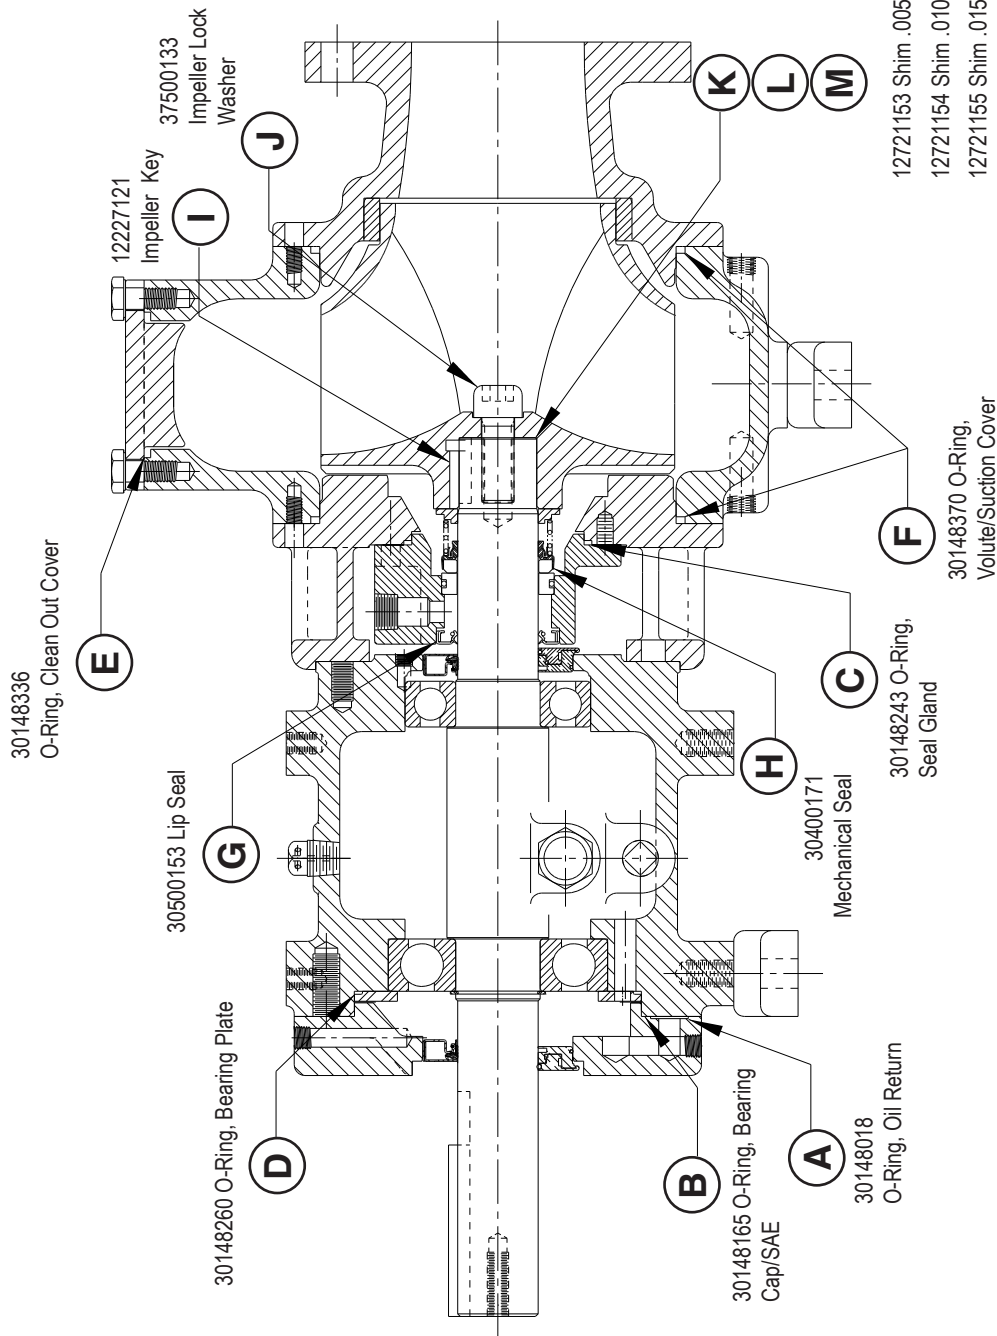 30148336
O-Ring, Clean Out Cover
E
12227121
Impeller Key
I
37500133
Impeller Lock
Washer
J
30500153 Lip Seal
G
30148260 O-Ring, Bearing Plate
D
K
L
M
12721153 Shim .005
12721154 Shim .010
12721155 Shim .015
F
30148370 O-Ring,
Volute/Suction Cover
C
30148243 O-Ring,
Seal Gland
H
30400171
Mechanical Seal
B
30148165 O-Ring, Bearing
Cap/SAE
A
30148018
O-Ring, Oil Return